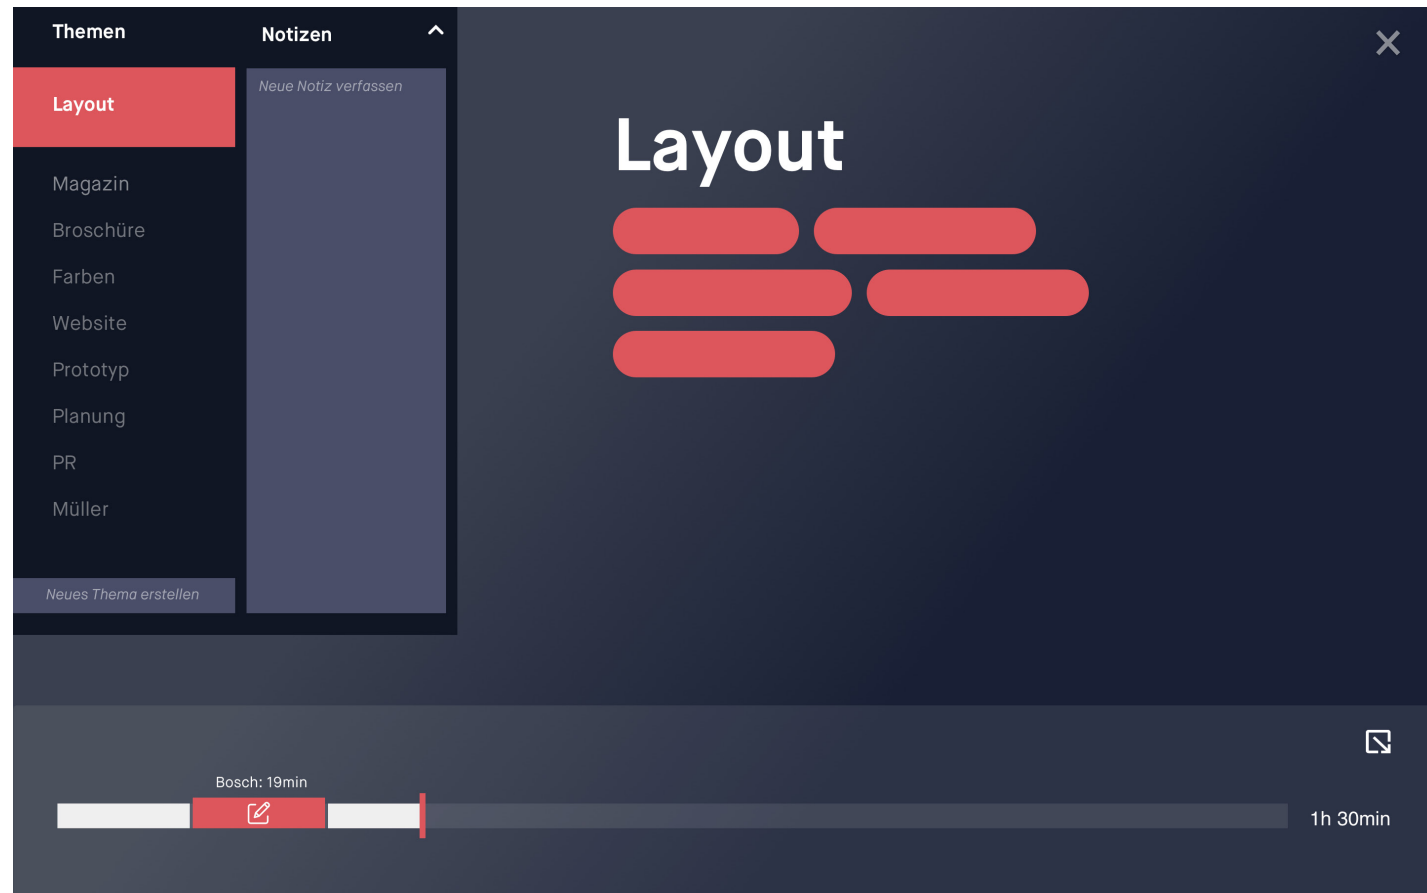 Themen
Notizen
Layout
Neue Notiz verfassen
Magazin
Broschüre
Farben
Website
Prototyp
Planung
PR
Müller
Neues Thema erstellen
Layout
Bosch: 19min
1h 30min